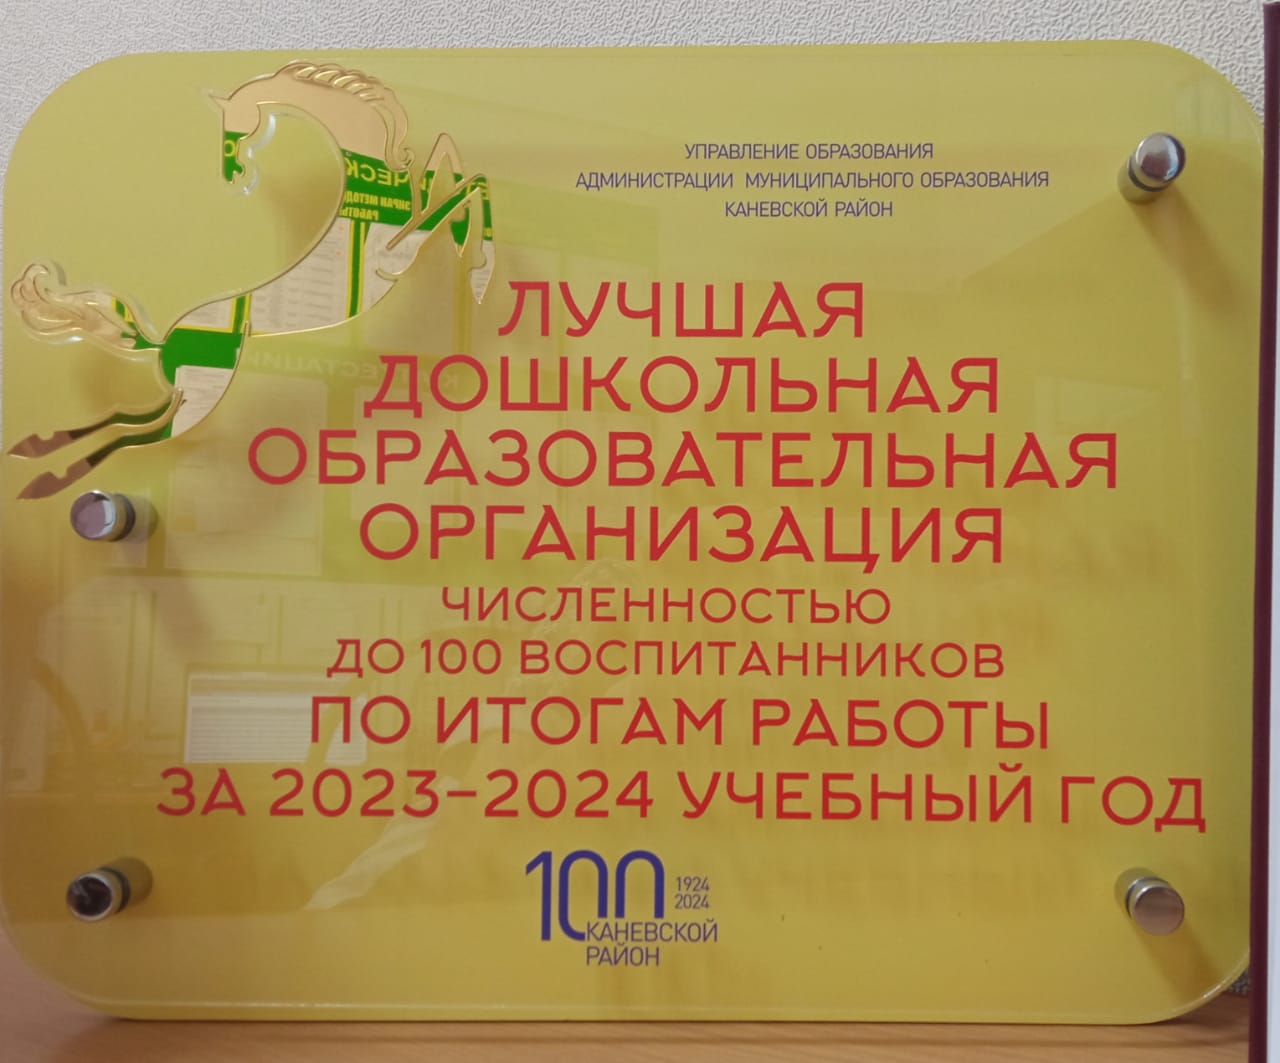 УПРАВЛЕНИЕ ОБРАЗОВАНИЯ
АДМИНИСТРАЦИИ МУНИЦИПАЛЬНОГО ОБРАЗОВАНИЯ
КАНЕВСКОЙ РАЙОН
ЛУЧШАЯ
ДОШКОЛЬНАЯ
ОБРАЗОВАТЕЛЬНАЯ
ОРГАНИЗАЦИЯ
ЧИСЛЕННОСТЬЮ
ДО 100 ВОСПИТАННИКОВ
ПО ИТОГАМ РАБОТЫ
ЗА 2023-2024 УЧЕБНЫЙ ГОД
100
1924
2024
КАНЕВСКОЙ
РАЙОН